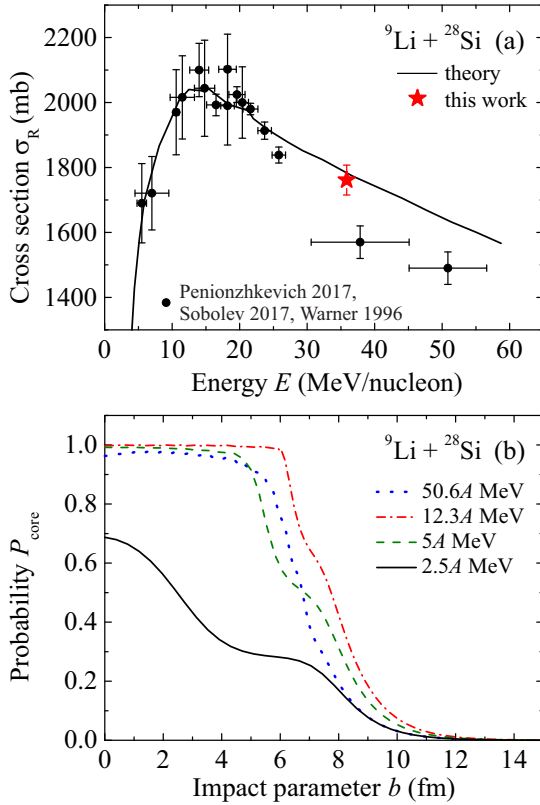 ⁹Li + ²⁸Si (a)
theory
this work
Cross section σ_R (mb)
2200
2000
1800
1600
1400
Penionzhkevich 2017,
Sobolev 2017, Warner 1996
0 10 20 30 40 50 60
Energy E (MeV/nucleon)
⁹Li + ²⁸Si (b)
50.6A MeV
12.3A MeV
5A MeV
2.5A MeV
Probability P_core
1.0
0.8
0.6
0.4
0.2
0.0
0 2 4 6 8 10 12 14
Impact parameter b (fm)